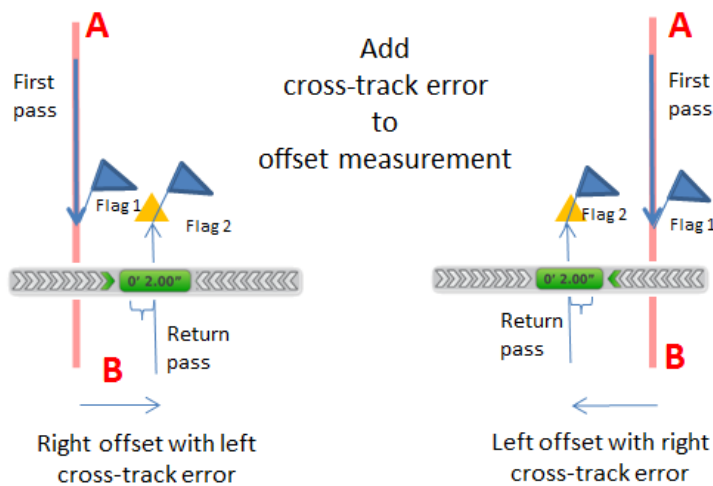 A
First
pass
Flag 1
Flag 2
0' 2.00"
Return
pass
B
Right offset with left
cross-track error
Add
cross-track error
to
offset measurement
A
First
pass
Flag 2
Flag 1
0' 2.00"
Return
pass
B
Left offset with right
cross-track error